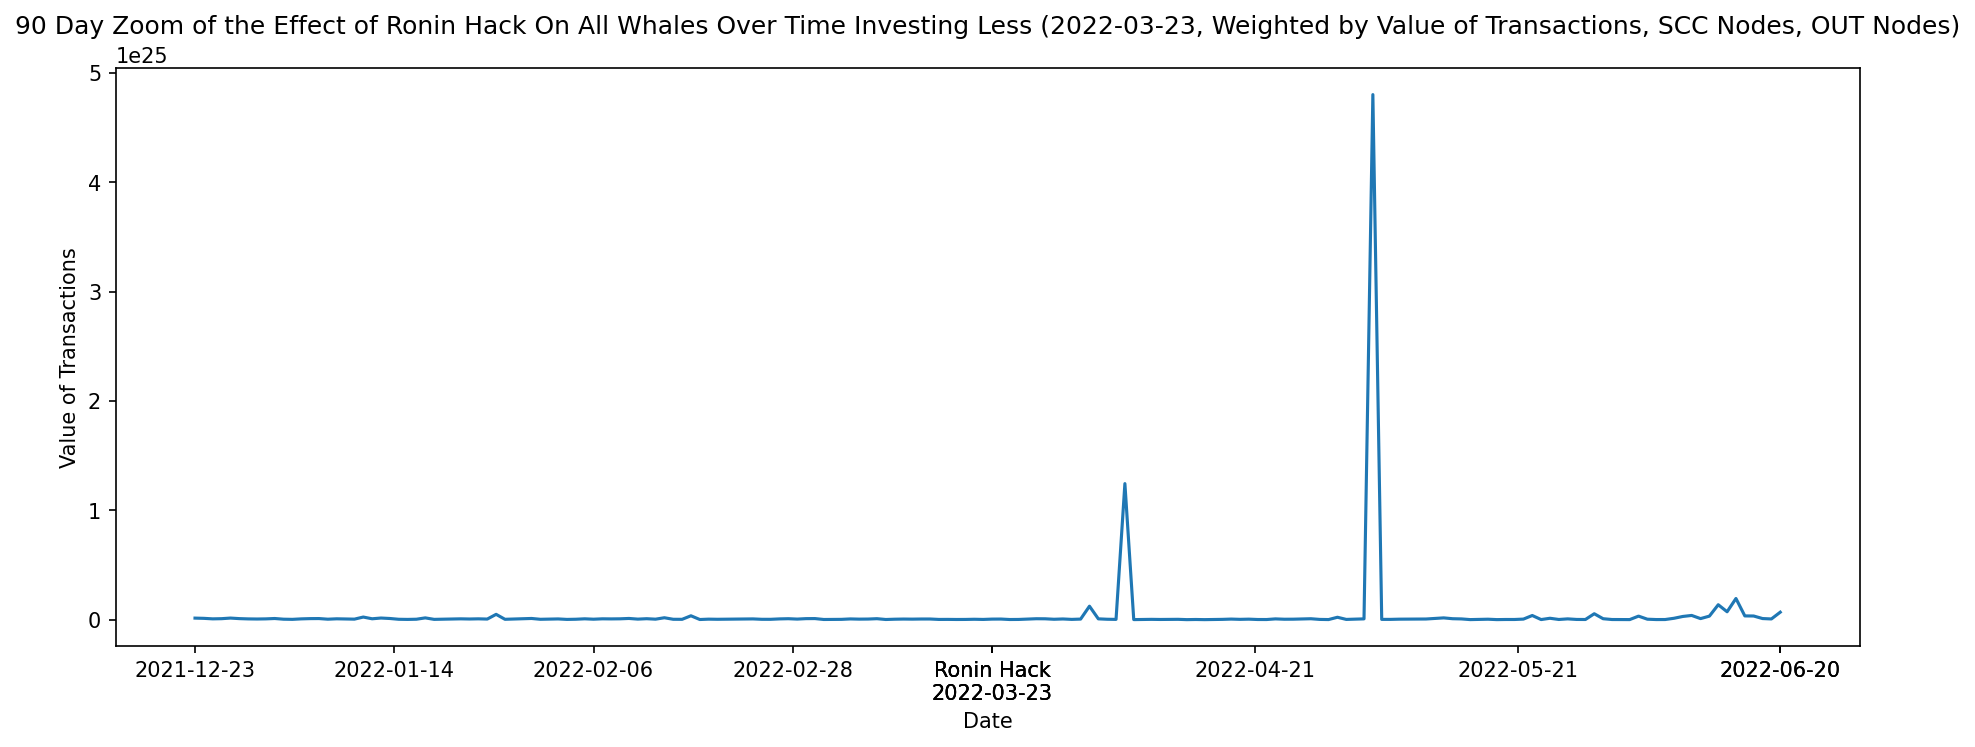 90 Day Zoom of the Effect of Ronin Hack On All Whales Over Time Investing Less (2022-03-23, Weighted by Value of Transactions, SCC Nodes, OUT Nodes)
1e25
5
4
3
2
1
0
Value of Transactions
2021-12-23 2022-01-14 2022-02-06 2022-02-28 Ronin Hack 2022-04-21 2022-05-21 2022-06-20
2022-03-23
Date